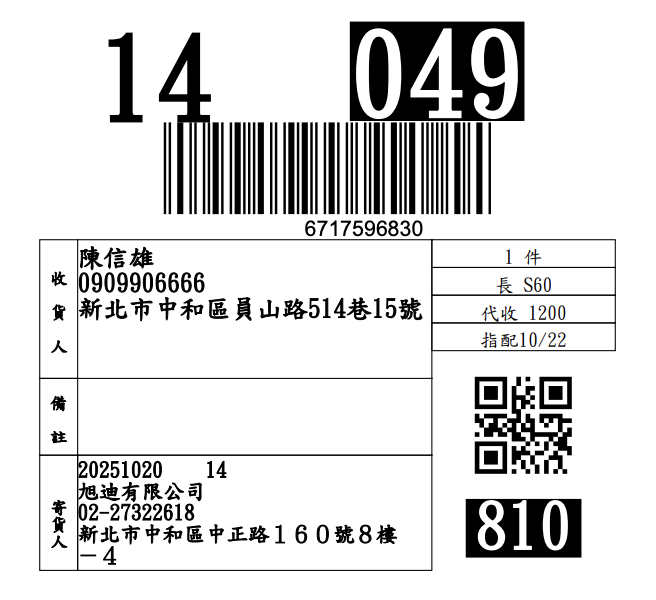 14 049
6717596830
收貨人
陳信雄
0909906666
新北市中和區員山路514巷15號
1 件
長 S60
代收 1200
指配10/22
備註
寄貨人
20251020 14
旭迪有限公司
02-27322618
新北市中和區中正路１６０號８樓
－４
810